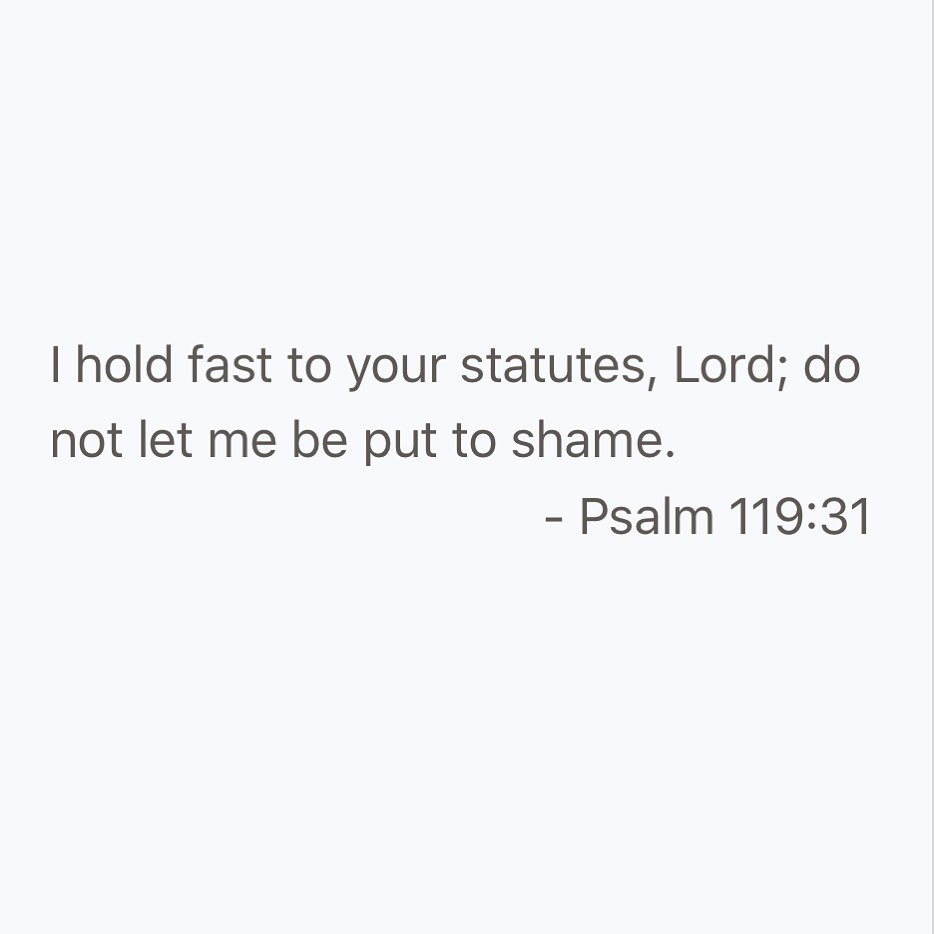 I hold fast to your statutes, Lord; do
not let me be put to shame.
- Psalm 119:31